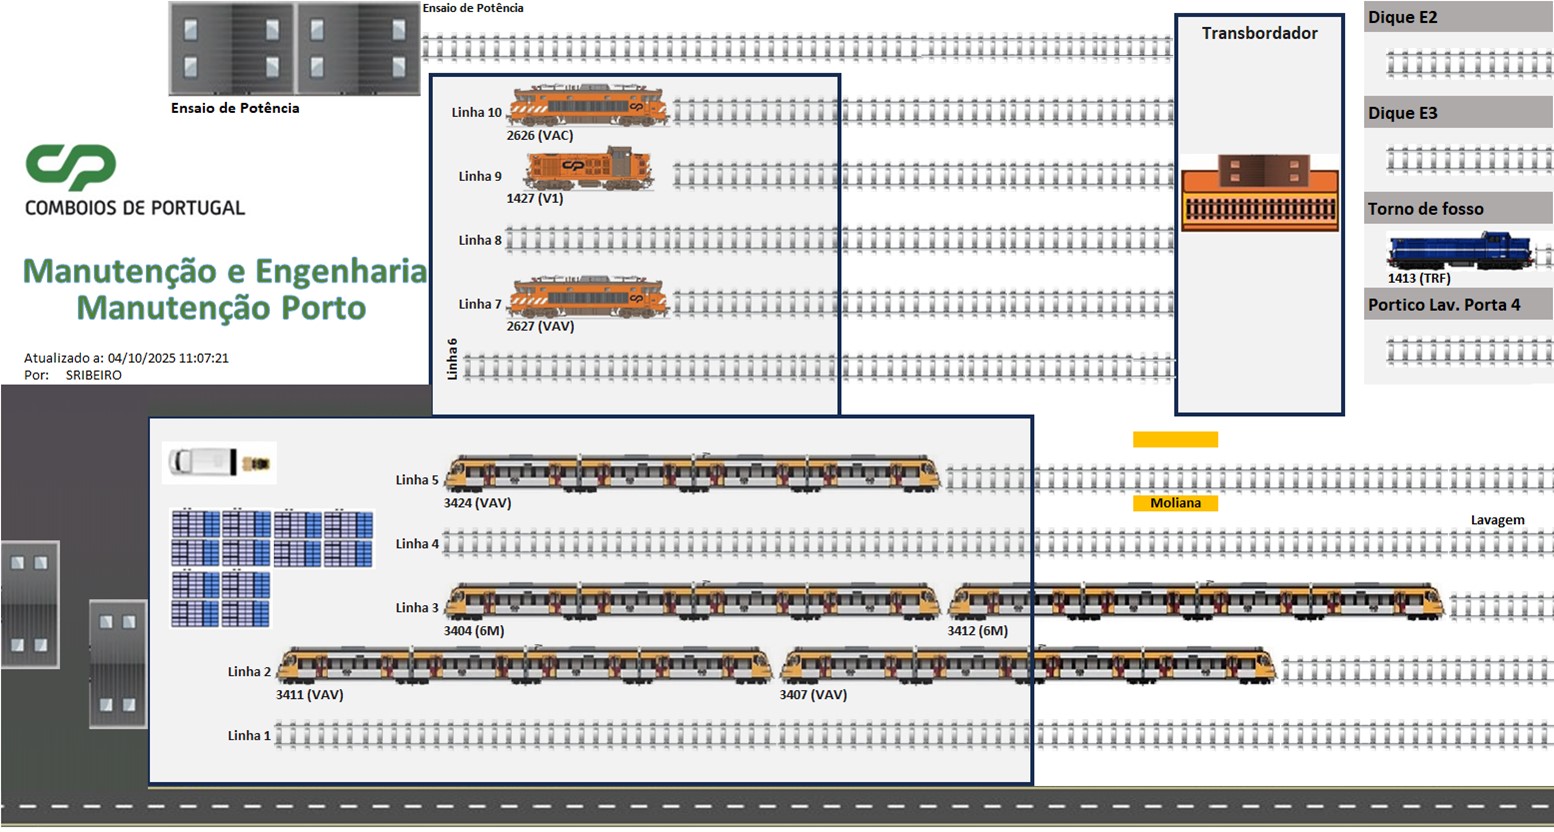 Ensaio de Potência
Ensaio de Potência
CP
COMBOIOS DE PORTUGAL
Manutenção e Engenharia
Manutenção Porto
Atualizado a: 04/10/2025 11:07:21
Por: SRIBEIRO
Linha 10
2626 (VAC)
Linha 9
1427 (V1)
Linha 8
Linha 7
2627 (VAV)
Linha 6
Transbordador
Dique E2
Dique E3
Torno de fosso
1413 (TRF)
Portico Lav. Porta 4
Linha 5
3424 (VAV)
Moliana
Lavagem
Linha 4
Linha 3
3404 (6M)
3412 (6M)
Linha 2
3411 (VAV)
3407 (VAV)
Linha 1